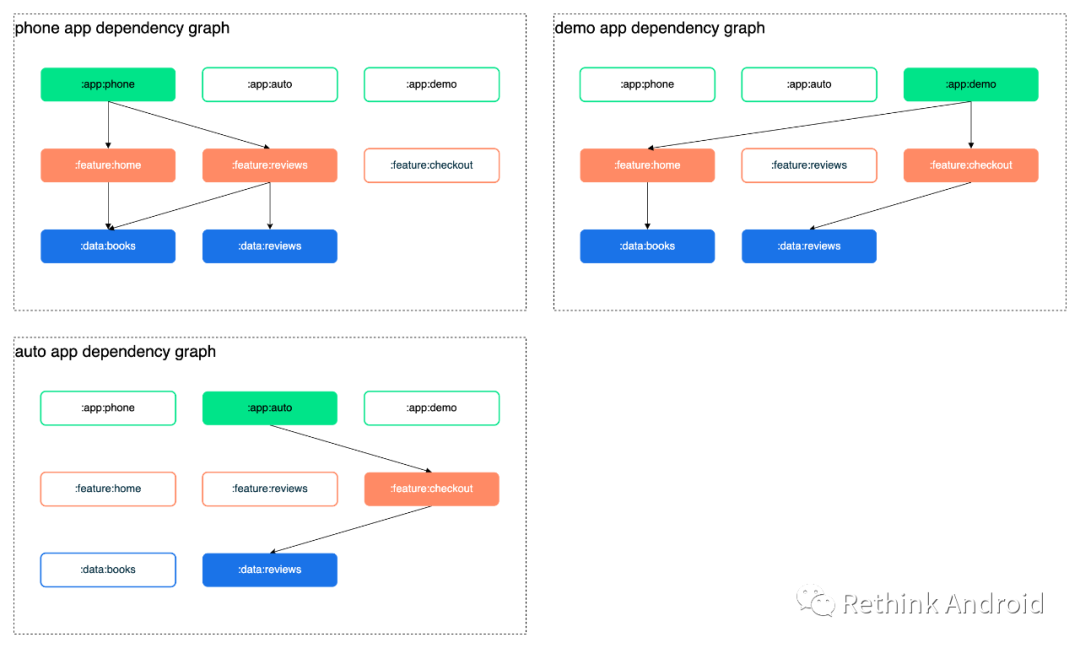 phone app dependency graph
:app:phone
:app:auto
:app:demo
:feature:home
:feature:reviews
:feature:checkout
:data:books
:data:reviews
demo app dependency graph
:app:phone
:app:auto
:app:demo
:feature:home
:feature:reviews
:feature:checkout
:data:books
:data:reviews
auto app dependency graph
:app:phone
:app:auto
:app:demo
:feature:home
:feature:reviews
:feature:checkout
:data:books
:data:reviews
Rethink Android